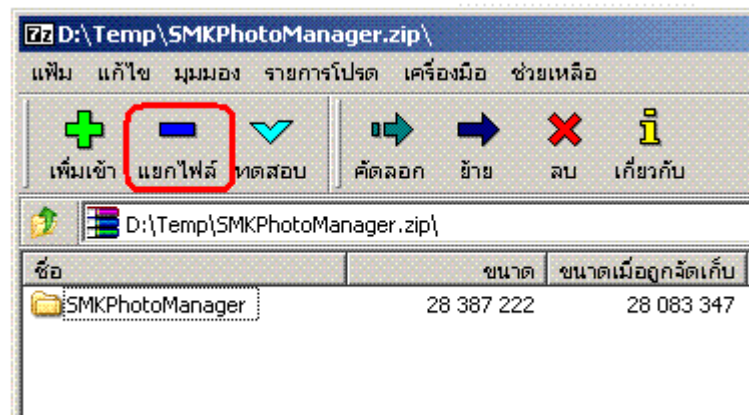 7z D:\Temp\SMKPhotoManager.zip\
แฟ้ม แก้ไข มุมมอง รายการโปรด เครื่องมือ ช่วยเหลือ
เพิ่มเข้า แยกไฟล์ ทดสอบ คัดลอก ย้าย ลบ เกี่ยวกับ
D:\Temp\SMKPhotoManager.zip\
ชื่อ ขนาด ขนาดเมื่อถูกจัดเก็บ
SMKPhotoManager 28 387 222 28 083 347